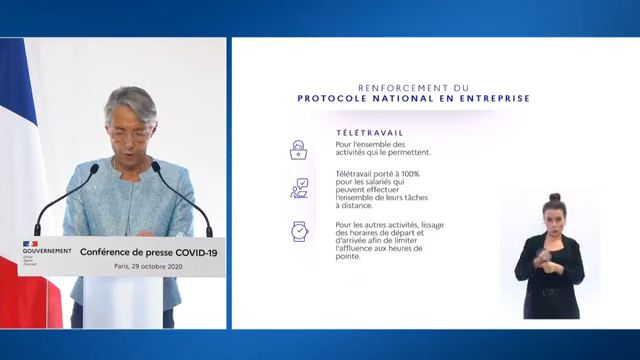 RENFORCEMENT DU
PROTOCOLE NATIONAL EN ENTREPRISE
TÉLÉTRAVAIL
Pour l'ensemble des
activités qui le permettent.
Télétravail porté à 100%
pour les salariés qui
peuvent effectuer
l'ensemble de leurs tâches
à distance.
Pour les autres activités, lissage
des horaires de départ et
d'arrivée afin de limiter
l'affluence aux heures de
pointe.
GOUVERNEMENT
Liberté
Égalité
Fraternité
Conférence de presse COVID-19
Paris, 29 octobre 2020